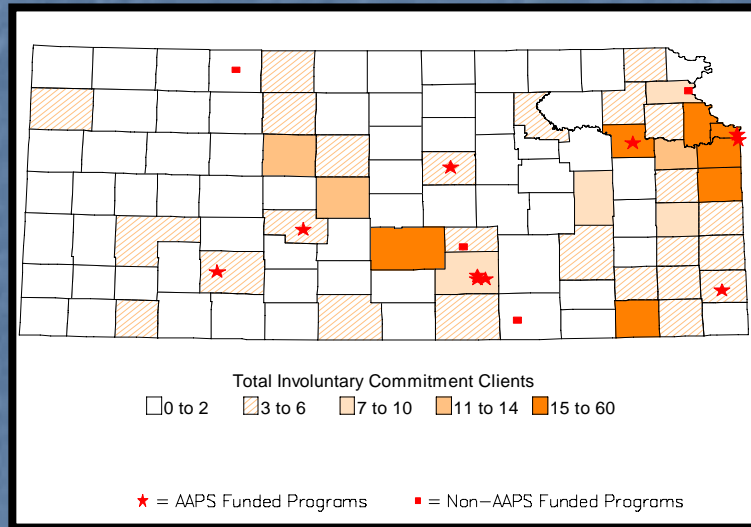 Total Involuntary Commitment Clients
0 to 2 3 to 6 7 to 10 11 to 14 15 to 60
= AAPS Funded Programs = Non-AAPS Funded Programs